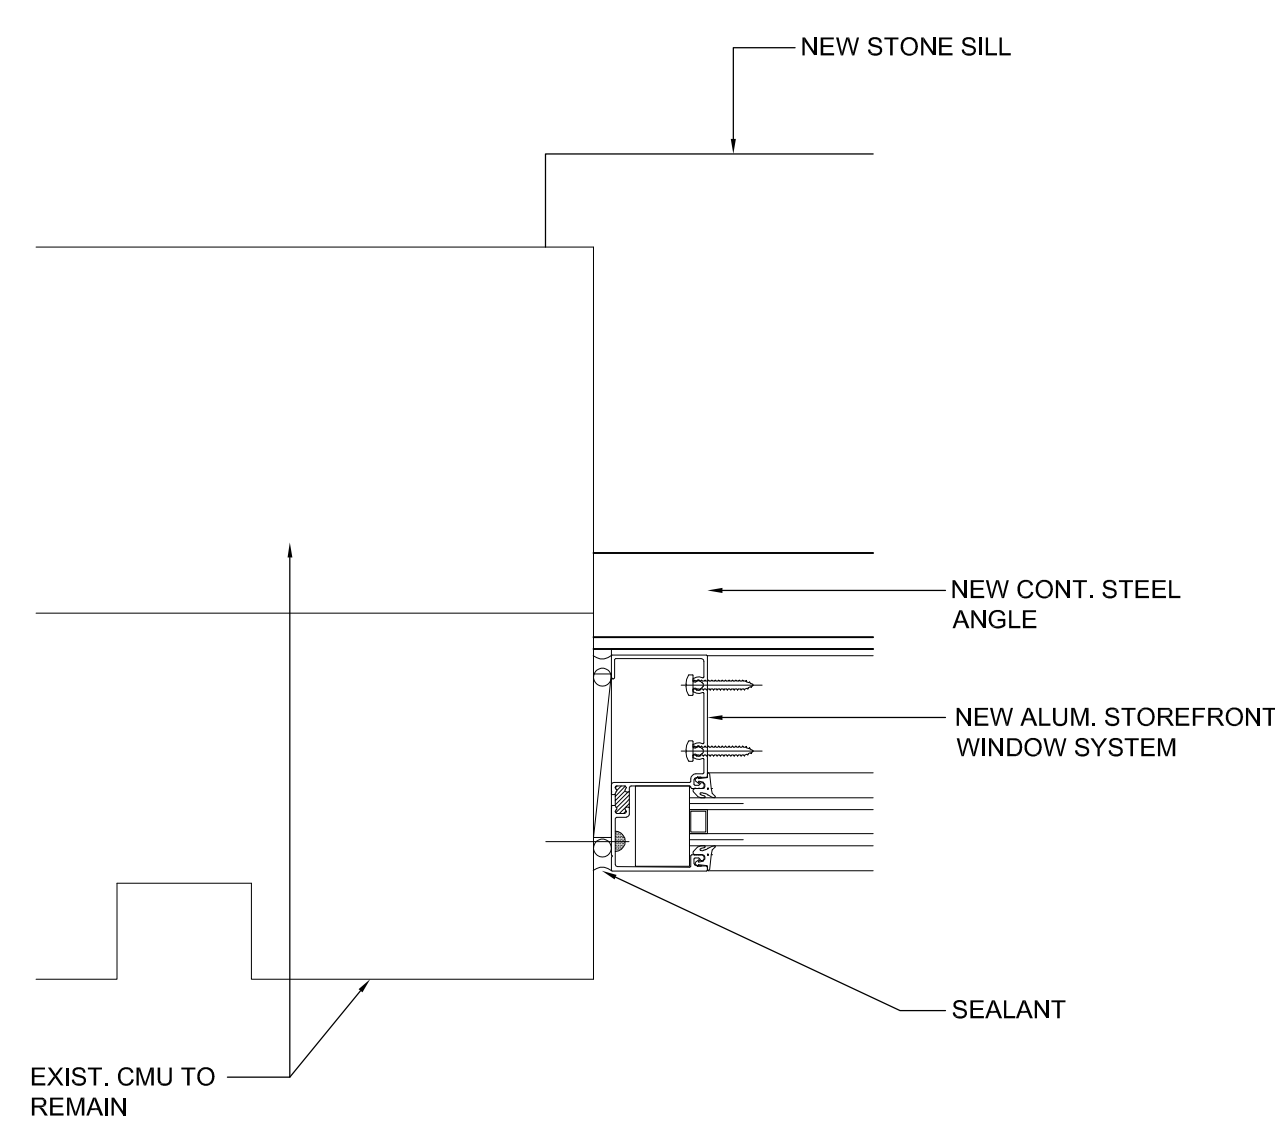 NEW STONE SILL
NEW CONT. STEEL
ANGLE
NEW ALUM. STOREFRONT
WINDOW SYSTEM
SEALANT
EXIST. CMU TO
REMAIN